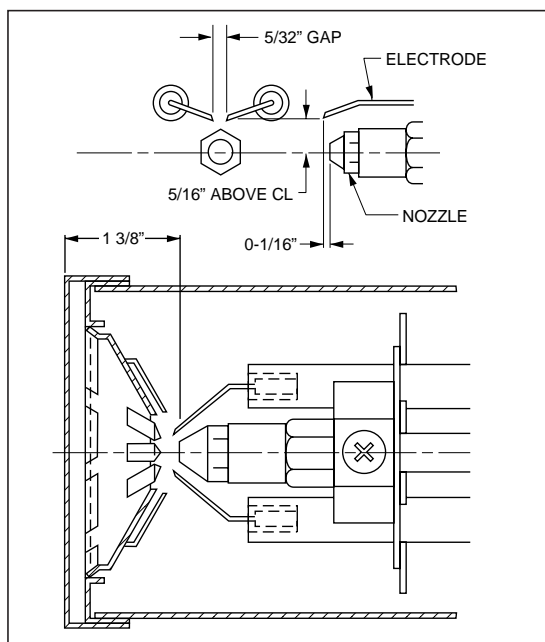 5/32” GAP
ELECTRODE
5/16” ABOVE CL
NOZZLE
1 3/8”
0-1/16”